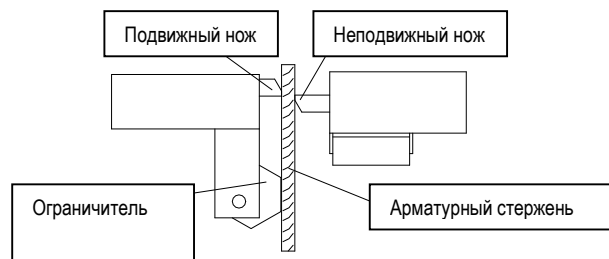 Подвижный нож
Неподвижный нож
Ограничитель
Арматурный стержень